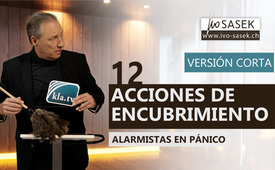 Ivo SASEK
www.ivo-sasek.ch
VERSIÓN CORTA
12
ACCIONES DE
ENCUBRIMIENTO
ALARMISTAS EN PÁNICO
kla.tv